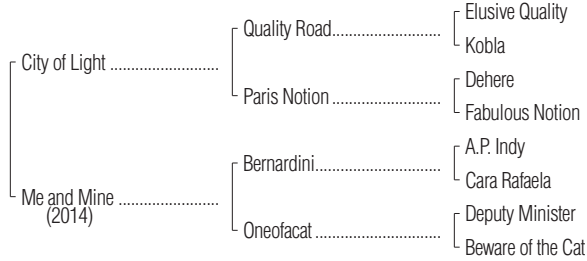 Elusive Quality
Quality Road
Kobla
City of Light
Dehere
Paris Notion
Fabulous Notion
A.P. Indy
Bernardini
Cara Rafaela
Me and Mine
(2014)
Deputy Minister
Oneofacat
Beware of the Cat